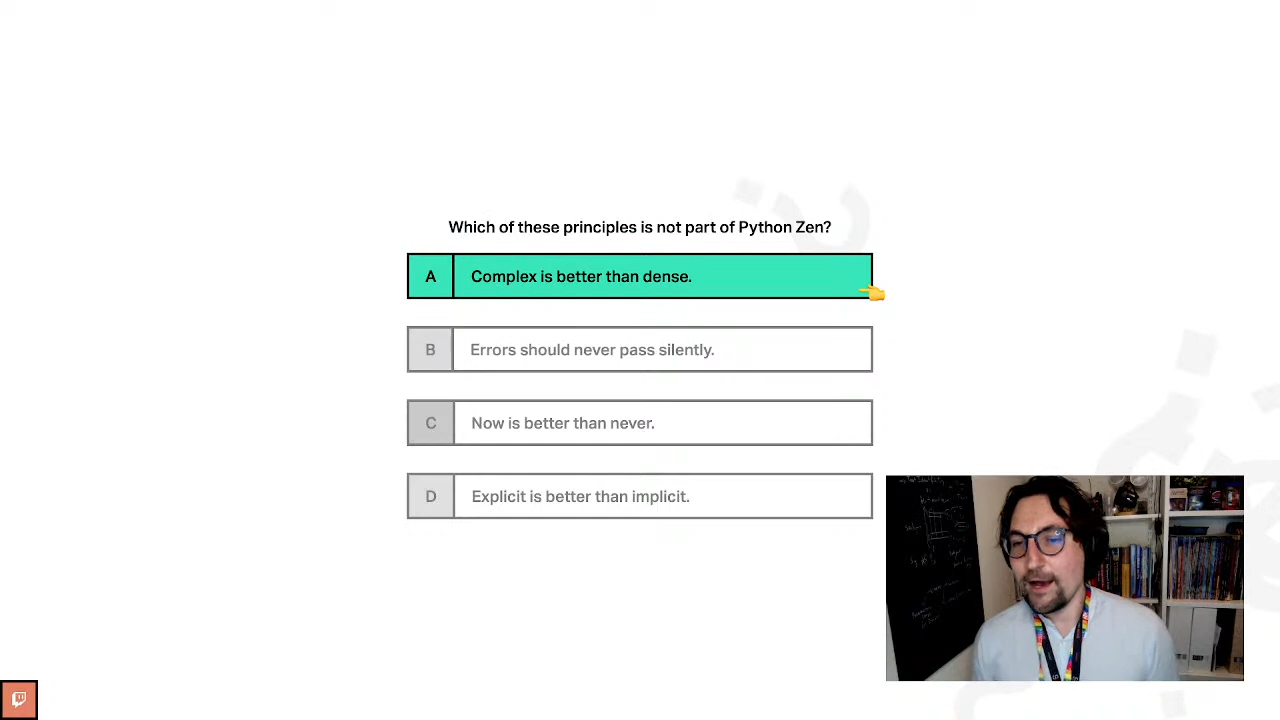 Which of these principles is not part of Python Zen?
A Complex is better than dense.
B Errors should never pass silently.
C Now is better than never.
D Explicit is better than implicit.